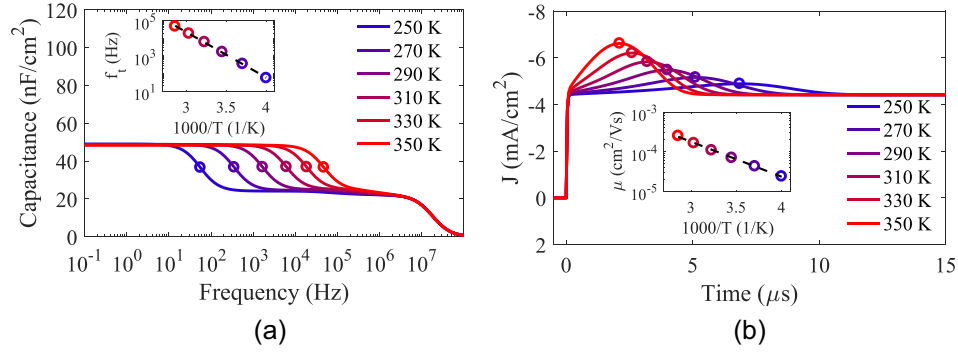 (a)
120
100
80
60
40
20
0
Capacitance (nF/cm²)
10⁻¹ 10⁰ 10¹ 10² 10³ 10⁴ 10⁵ 10⁶ 10⁷
Frequency (Hz)
10⁵
10³
10¹
fₜ (Hz)
3 3.5 4
1000/T (1/K)
250 K
270 K
290 K
310 K
330 K
350 K
(a)
(b)
-8
-6
-4
-2
0
2
J (mA/cm²)
0 5 10 15
Time (μs)
10⁻³
10⁻⁴
10⁻⁵
μ (cm²/Vs)
3 3.5 4
1000/T (1/K)
250 K
270 K
290 K
310 K
330 K
350 K
(b)